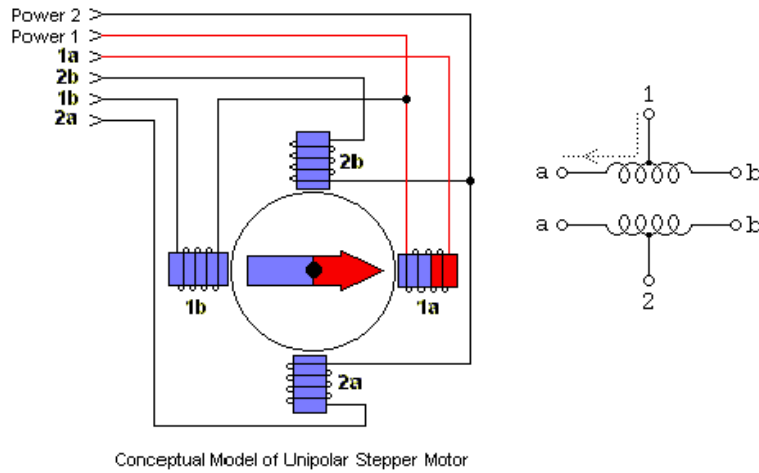 Power 2
Power 1
1a
2b
1b
2a
2b
1b
1a
2a
1
a
b
a
b
2
Conceptual Model of Unipolar Stepper Motor